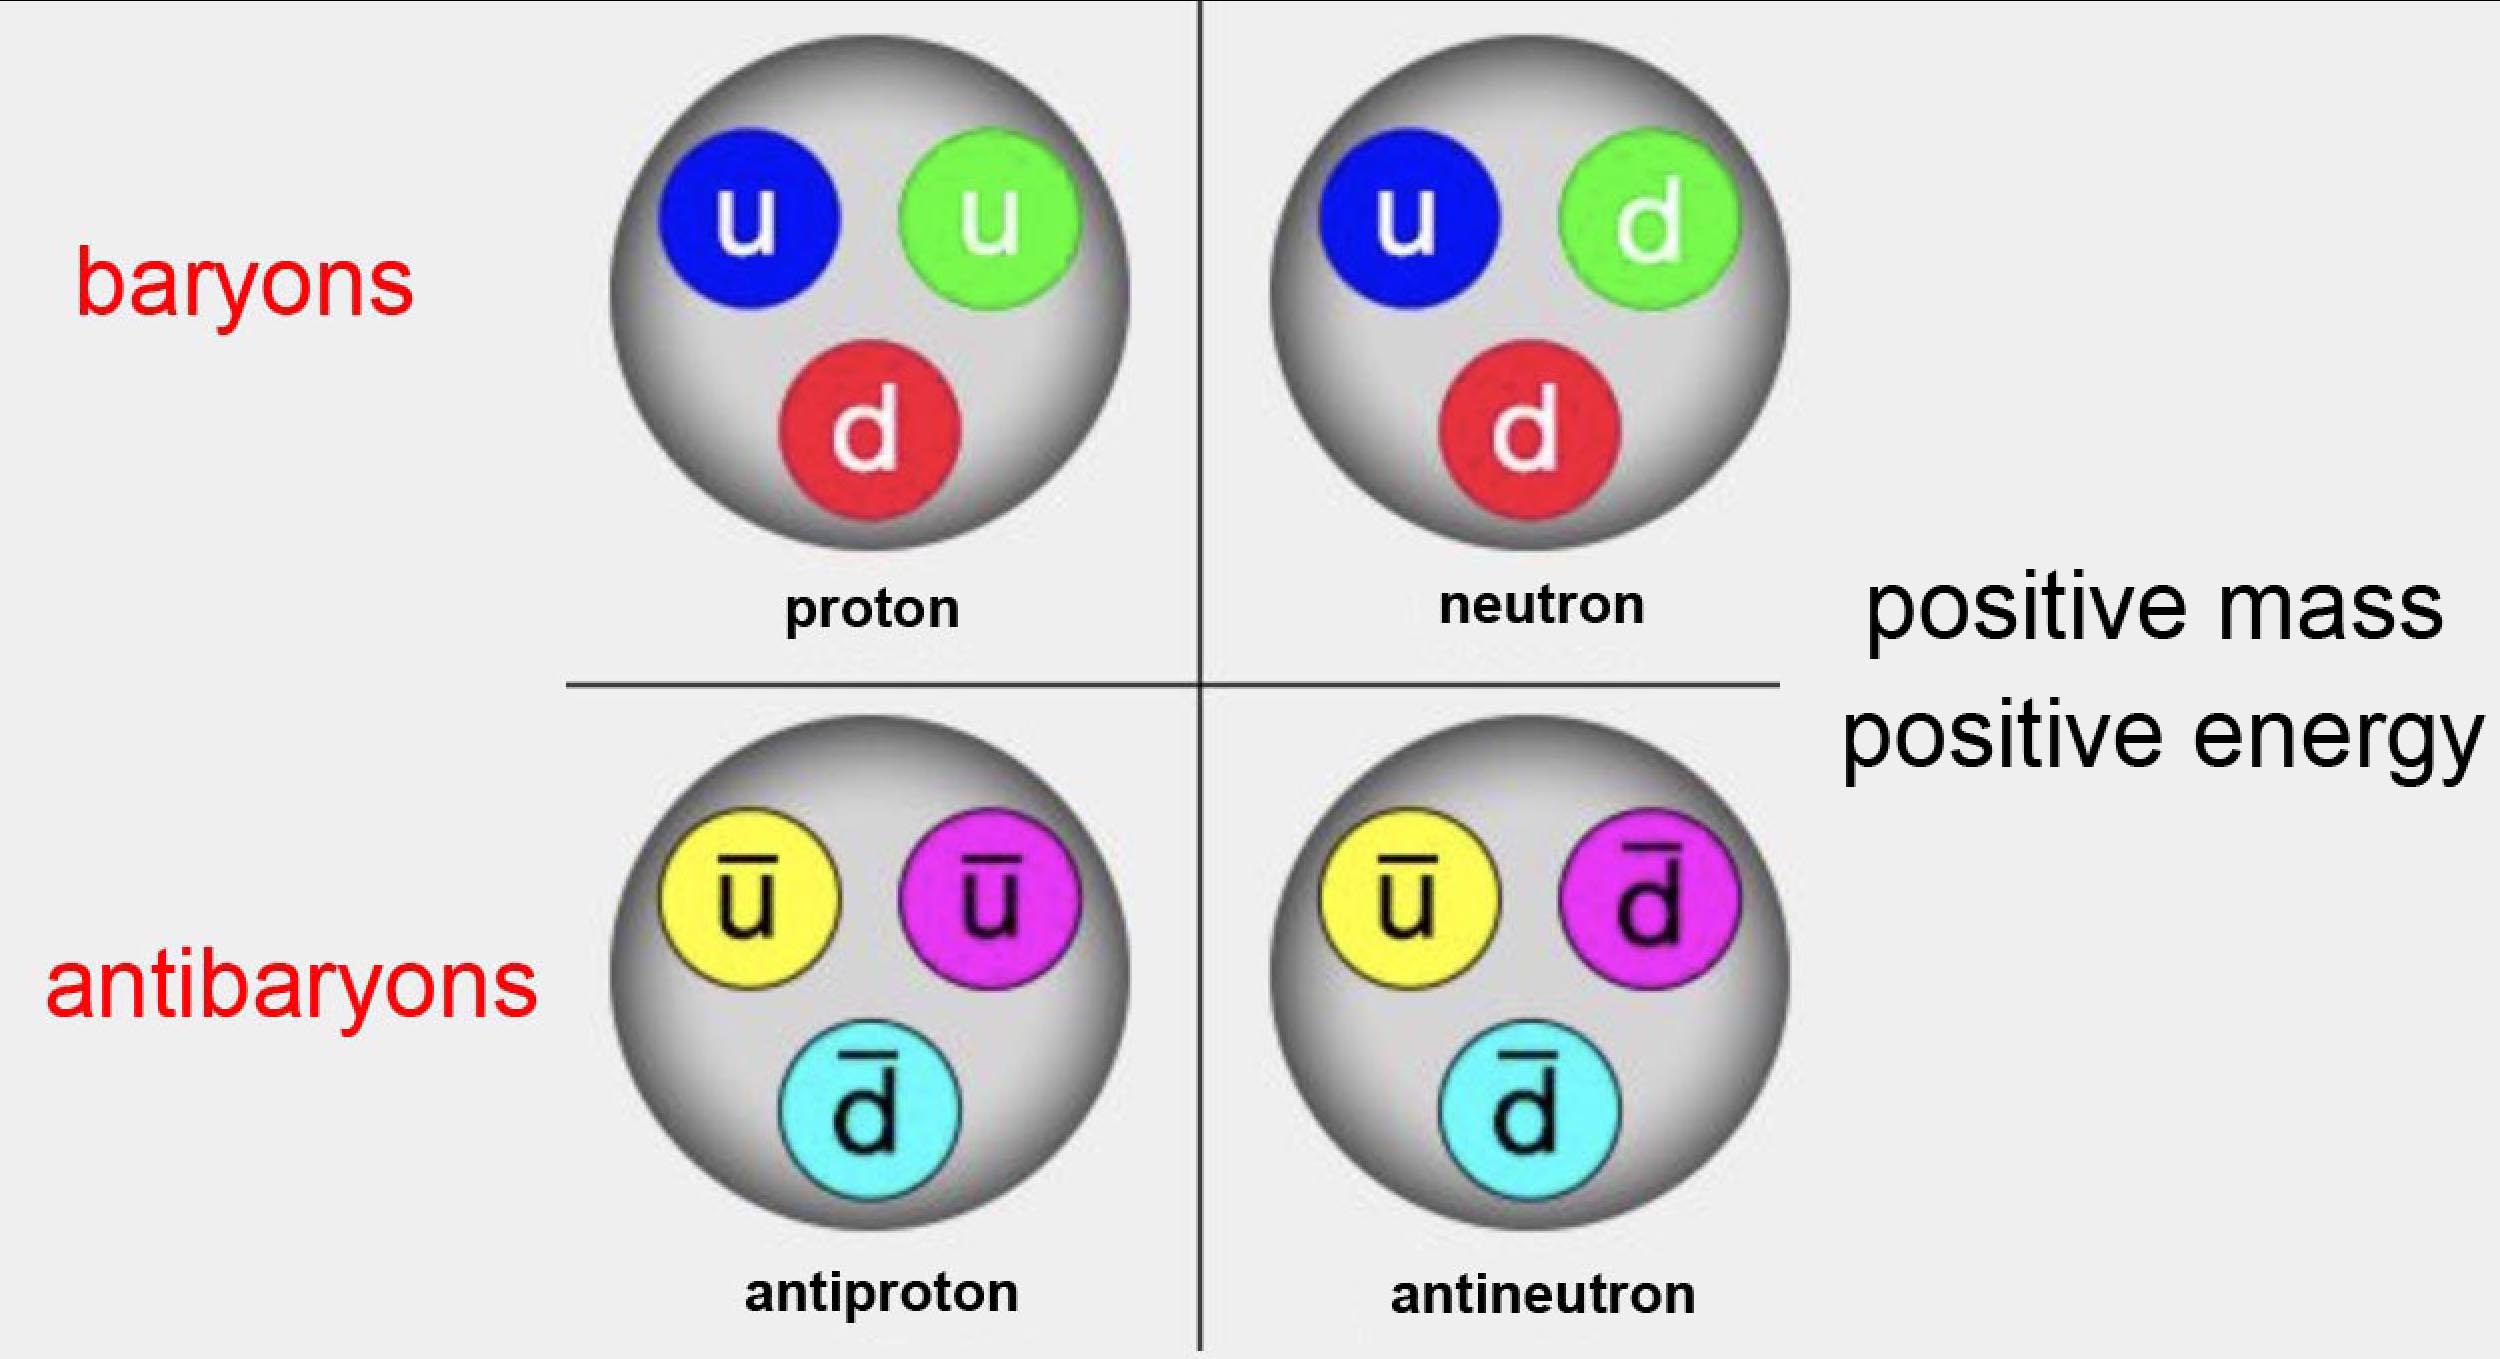 u u u d
baryons
d d
proton neutron
positive mass
positive energy
u̅ u̅ u̅ d̅
antibaryons
d̅ d̅
antiproton antineutron